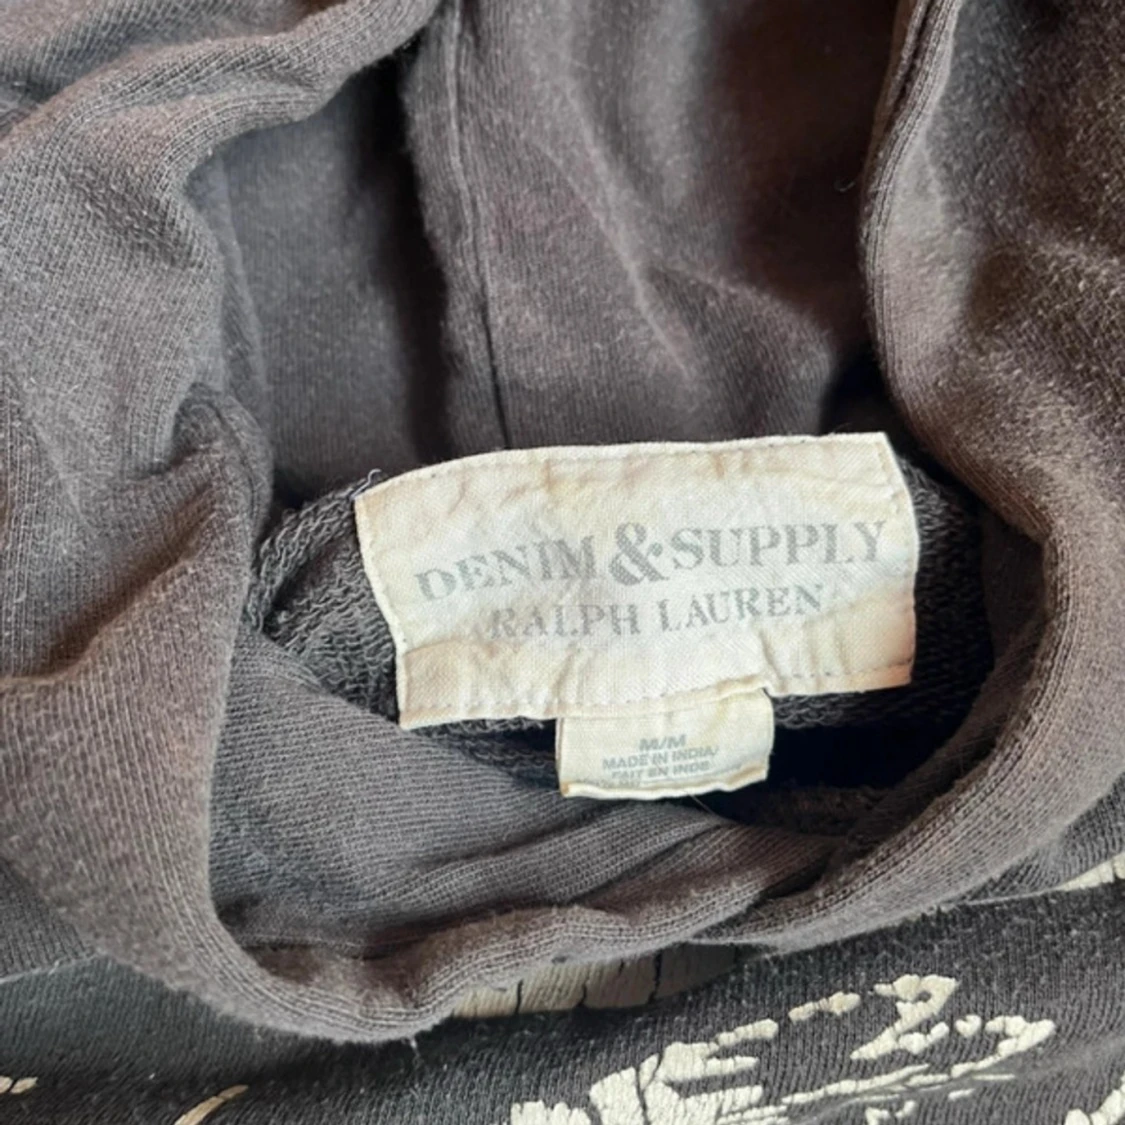 DENIM & SUPPLY
RALPH LAUREN
M/M
MADE IN INDIA/
FAIT EN INDE